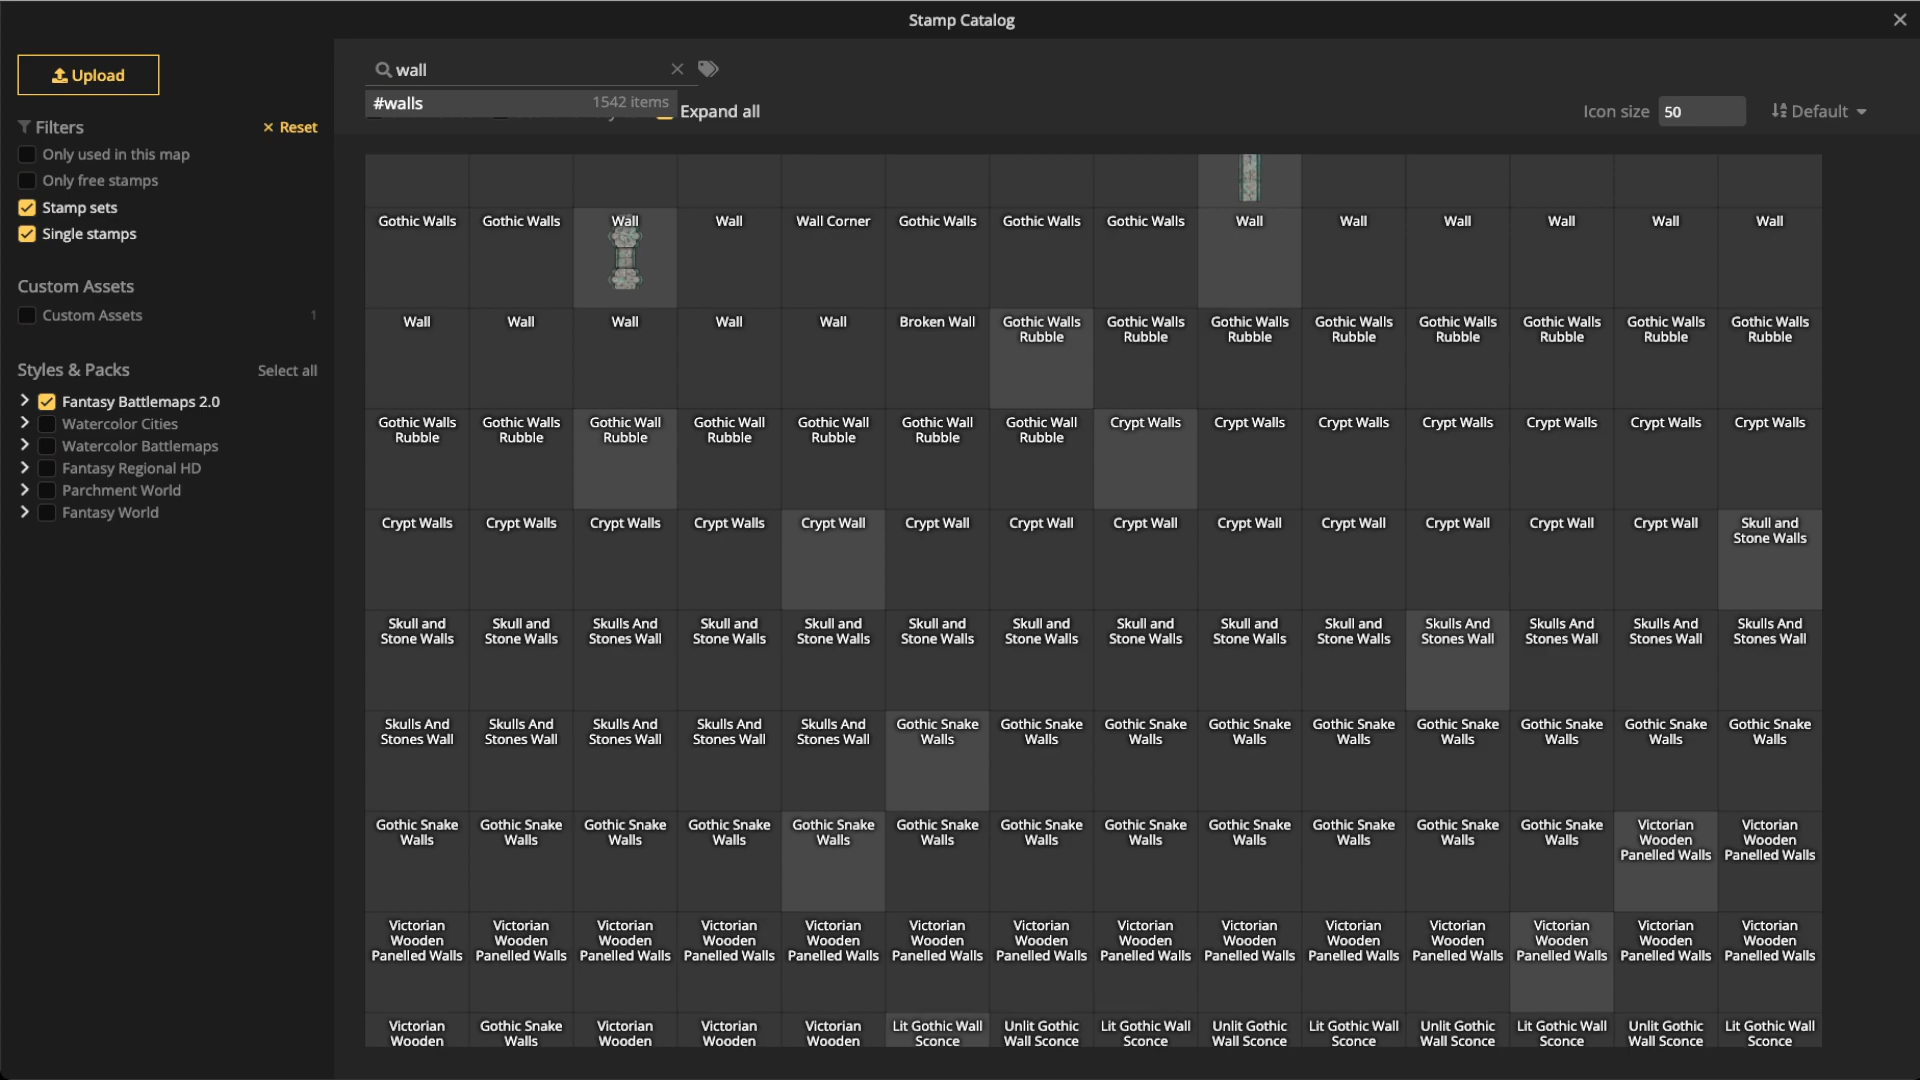 Stamp Catalog
Upload
wall
#walls 1542 items
Expand all
Icon size 50 Default
Filters Reset
Only used in this map
Only free stamps
Stamp sets
Single stamps
Custom Assets
Custom Assets 1
Styles & Packs Select all
Fantasy Battlemaps 2.0
Watercolor Cities
Watercolor Battlemaps
Fantasy Regional HD
Parchment World
Fantasy World
Gothic Walls Gothic Walls Wall Wall Wall Corner Gothic Walls Gothic Walls Gothic Walls Wall Wall Wall Wall Wall Wall
Wall Wall Wall Wall Wall Broken Wall Gothic Walls Gothic Walls Gothic Walls Gothic Walls Gothic Walls Gothic Walls Gothic Walls Gothic Walls
Rubble Rubble Rubble Rubble Rubble Rubble Rubble Rubble
Gothic Walls Gothic Walls Gothic Wall Gothic Wall Gothic Wall Gothic Wall Gothic Wall Crypt Walls Crypt Walls Crypt Walls Crypt Walls Crypt Walls Crypt Walls Crypt Walls
Rubble Rubble Rubble Rubble Rubble Rubble Rubble
Crypt Walls Crypt Walls Crypt Walls Crypt Walls Crypt Wall Crypt Wall Crypt Wall Crypt Wall Crypt Wall Crypt Wall Crypt Wall Crypt Wall Crypt Wall Skull and
Stone Walls
Skull and Skull and Skulls And Skull and Skull and Skull and Skull and Skull and Skull and Skull and Skulls And Skulls And Skulls And Skulls And
Stone Walls Stone Walls Stones Wall Stone Walls Stone Walls Stone Walls Stone Walls Stone Walls Stone Walls Stone Walls Stones Wall Stones Wall Stones Wall Stones Wall
Skulls And Skulls And Skulls And Skulls And Skulls And Gothic Snake Gothic Snake Gothic Snake Gothic Snake Gothic Snake Gothic Snake Gothic Snake Gothic Snake Gothic Snake
Stones Wall Stones Wall Stones Wall Stones Wall Stones Wall Walls Walls Walls Walls Walls Walls Walls Walls Walls
Gothic Snake Gothic Snake Gothic Snake Gothic Snake Gothic Snake Gothic Snake Gothic Snake Gothic Snake Gothic Snake Gothic Snake Gothic Snake Gothic Snake Victorian Victorian
Walls Walls Walls Walls Walls Walls Walls Walls Walls Walls Walls Walls Wooden Wooden
Panelled Walls Panelled Walls
Victorian Victorian Victorian Victorian Victorian Victorian Victorian Victorian Victorian Victorian Victorian Victorian Victorian Victorian
Wooden Wooden Wooden Wooden Wooden Wooden Wooden Wooden Wooden Wooden Wooden Wooden Wooden Wooden
Panelled Walls Panelled Walls Panelled Walls Panelled Walls Panelled Walls Panelled Walls Panelled Walls Panelled Walls Panelled Walls Panelled Walls Panelled Walls Panelled Walls Panelled Walls Panelled Walls
Victorian Gothic Snake Victorian Victorian Victorian Lit Gothic Wall Unlit Gothic Lit Gothic Wall Unlit Gothic Lit Gothic Wall Unlit Gothic Lit Gothic Wall Unlit Gothic Lit Gothic Wall
Wooden Walls Wooden Wooden Wooden Sconce Wall Sconce Sconce Wall Sconce Sconce Wall Sconce Sconce Wall Sconce Sconce